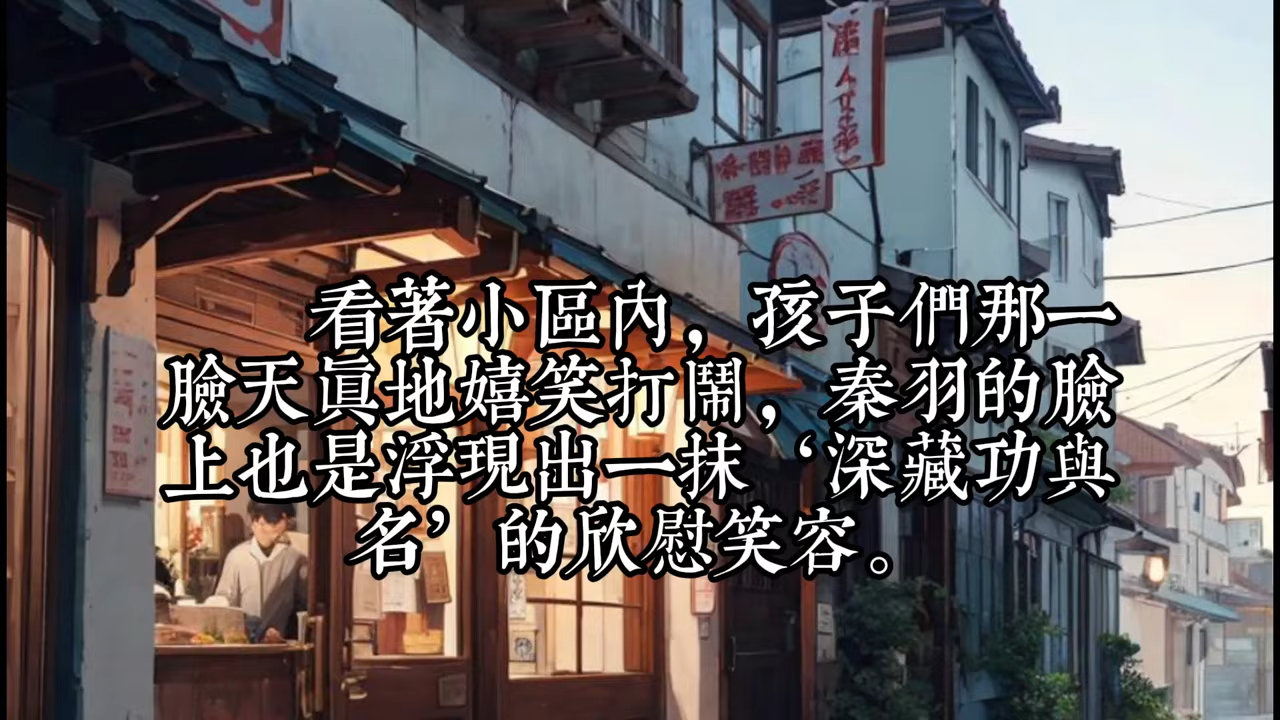 看著小區內，孩子們那一
臉天眞地嬉笑打鬧，秦羽的臉
上也是浮現出一抹‘深藏功與
名’的欣慰笑容。